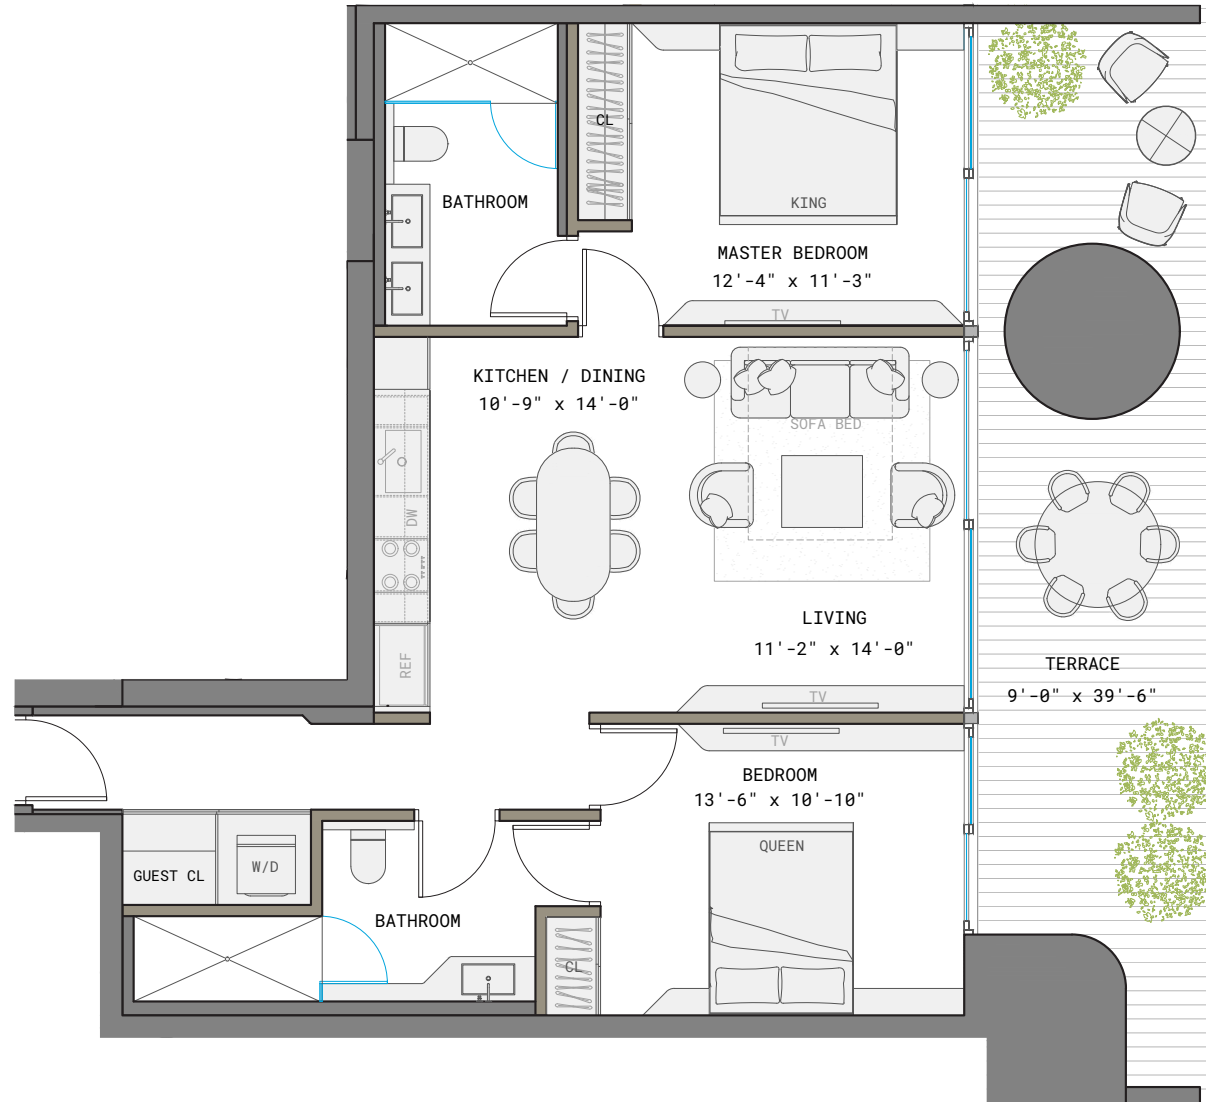 CL
BATHROOM
KING
MASTER BEDROOM
12'-4" x 11'-3"
TV
KITCHEN / DINING
10'-9" x 14'-0"
SOFA BED
DW
LIVING
11'-2" x 14'-0"
REF
TERRACE
9'-0" x 39'-6"
TV
TV
BEDROOM
13'-6" x 10'-10"
QUEEN
W/D
GUEST CL
BATHROOM
CL